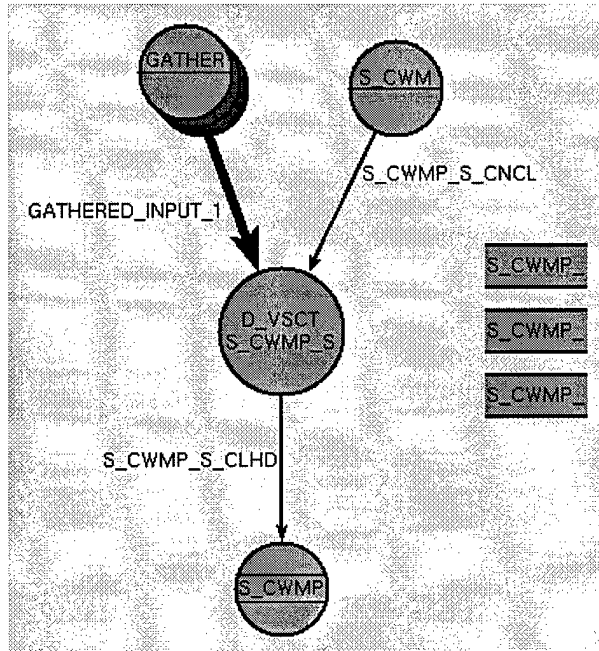 GATHER
S_CWM
S_CWMP_S_CNCL
GATHERED_INPUT_1
D_VSCT
S_CWMP_S
S_CWMP_
S_CWMP_
S_CWMP_
S_CWMP_S_CLHD
S_CWMP